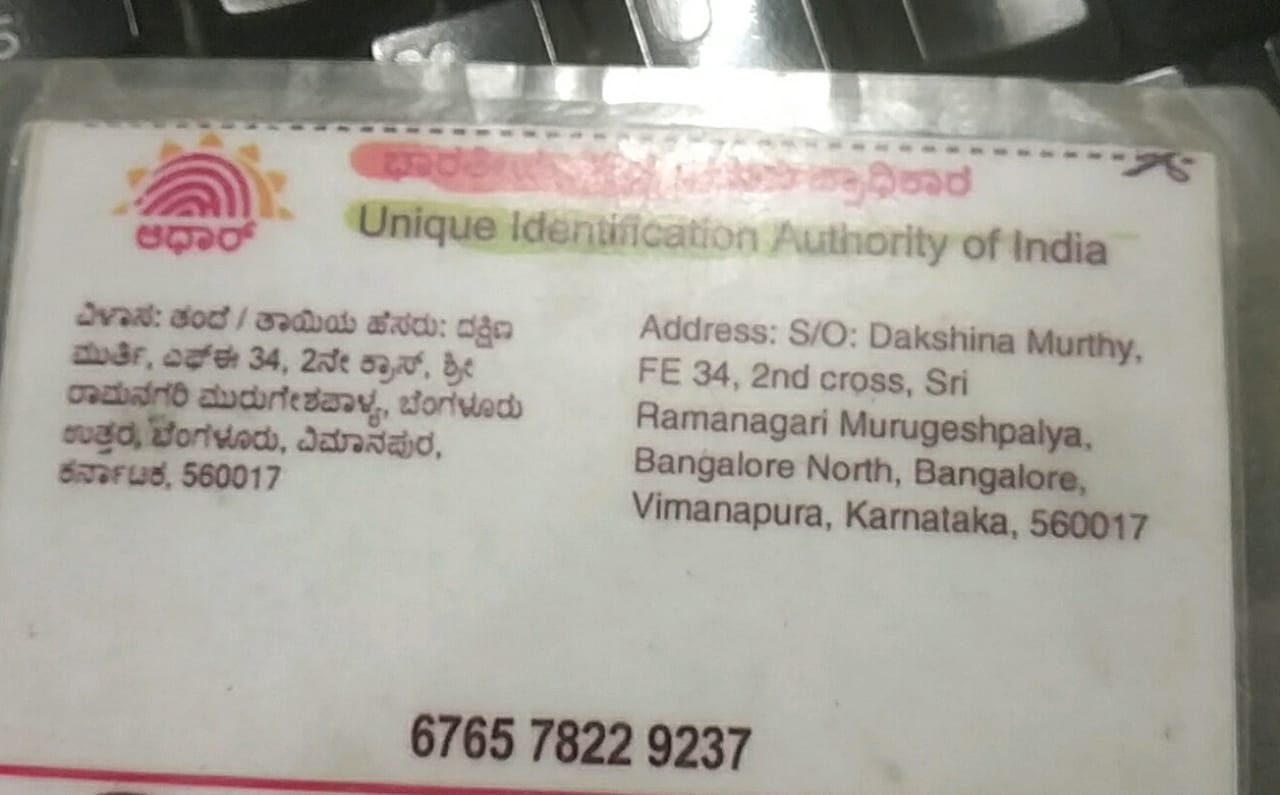 ಆಧಾರ್
ಭಾರತೀಯ ಪ್ರಾಧಿಕಾರ
Unique Identification Authority of India
ವಿಳಾಸ: ತಂದೆ / ತಾಯಿಯ ಹೆಸರು: ದಕ್ಷಿಣ
ಮುರ್ತಿ, ಎಫ್ಈ 34, 2ನೇ ಕ್ರಾಸ್, ಶ್ರೀ
ರಾಮನಗರಿ ಮುರುಗೇಶಪಾಳ್ಯ, ಬೆಂಗಳೂರು
ಉತ್ತರ, ಬೆಂಗಳೂರು, ವಿಮಾನಪುರ,
ಕರ್ನಾಟಕ, 560017
Address: S/O: Dakshina Murthy,
FE 34, 2nd cross, Sri
Ramanagari Murugeshpalya,
Bangalore North, Bangalore,
Vimanapura, Karnataka, 560017
6765 7822 9237